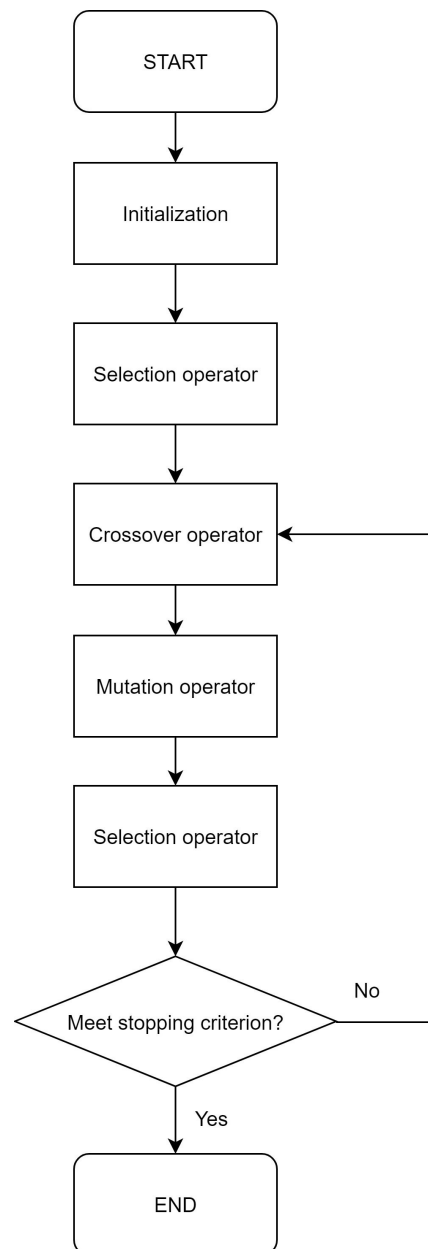 START
Initialization
Selection operator
Crossover operator
Mutation operator
Selection operator
Meet stopping criterion?
No
Yes
END